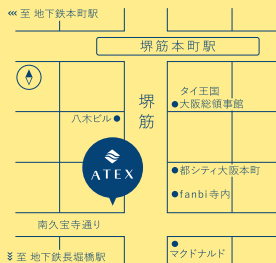 至 地下鉄本町駅
堺筋本町駅
タイ王国
大阪総領事館
堺筋
八木ビル
ATEX
都シティ大阪本町
fanbi寺内
南久宝寺通り
マクドナルド
至 地下鉄長堀橋駅